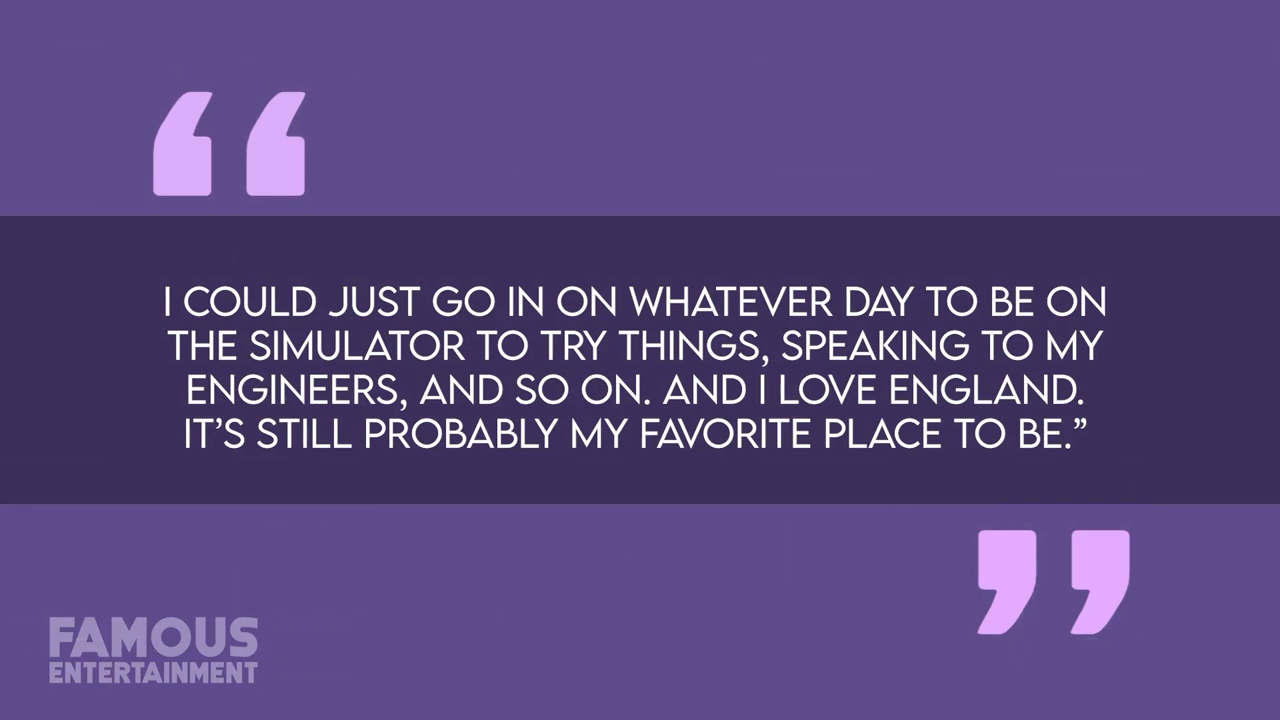 I COULD JUST GO IN ON WHATEVER DAY TO BE ON
THE SIMULATOR TO TRY THINGS, SPEAKING TO MY
ENGINEERS, AND SO ON. AND I LOVE ENGLAND.
IT’S STILL PROBABLY MY FAVORITE PLACE TO BE.”
FAMOUS
ENTERTAINMENT